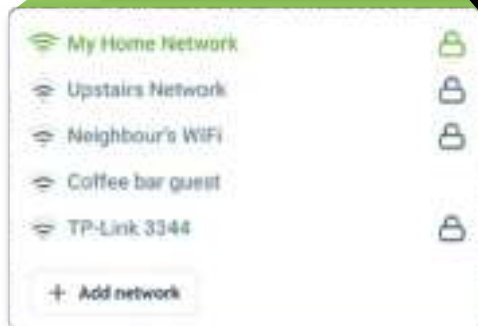 My Home Network
Upstairs Network
Neighbour's WiFi
Coffee bar guest
TP-Link 3344
+ Add network